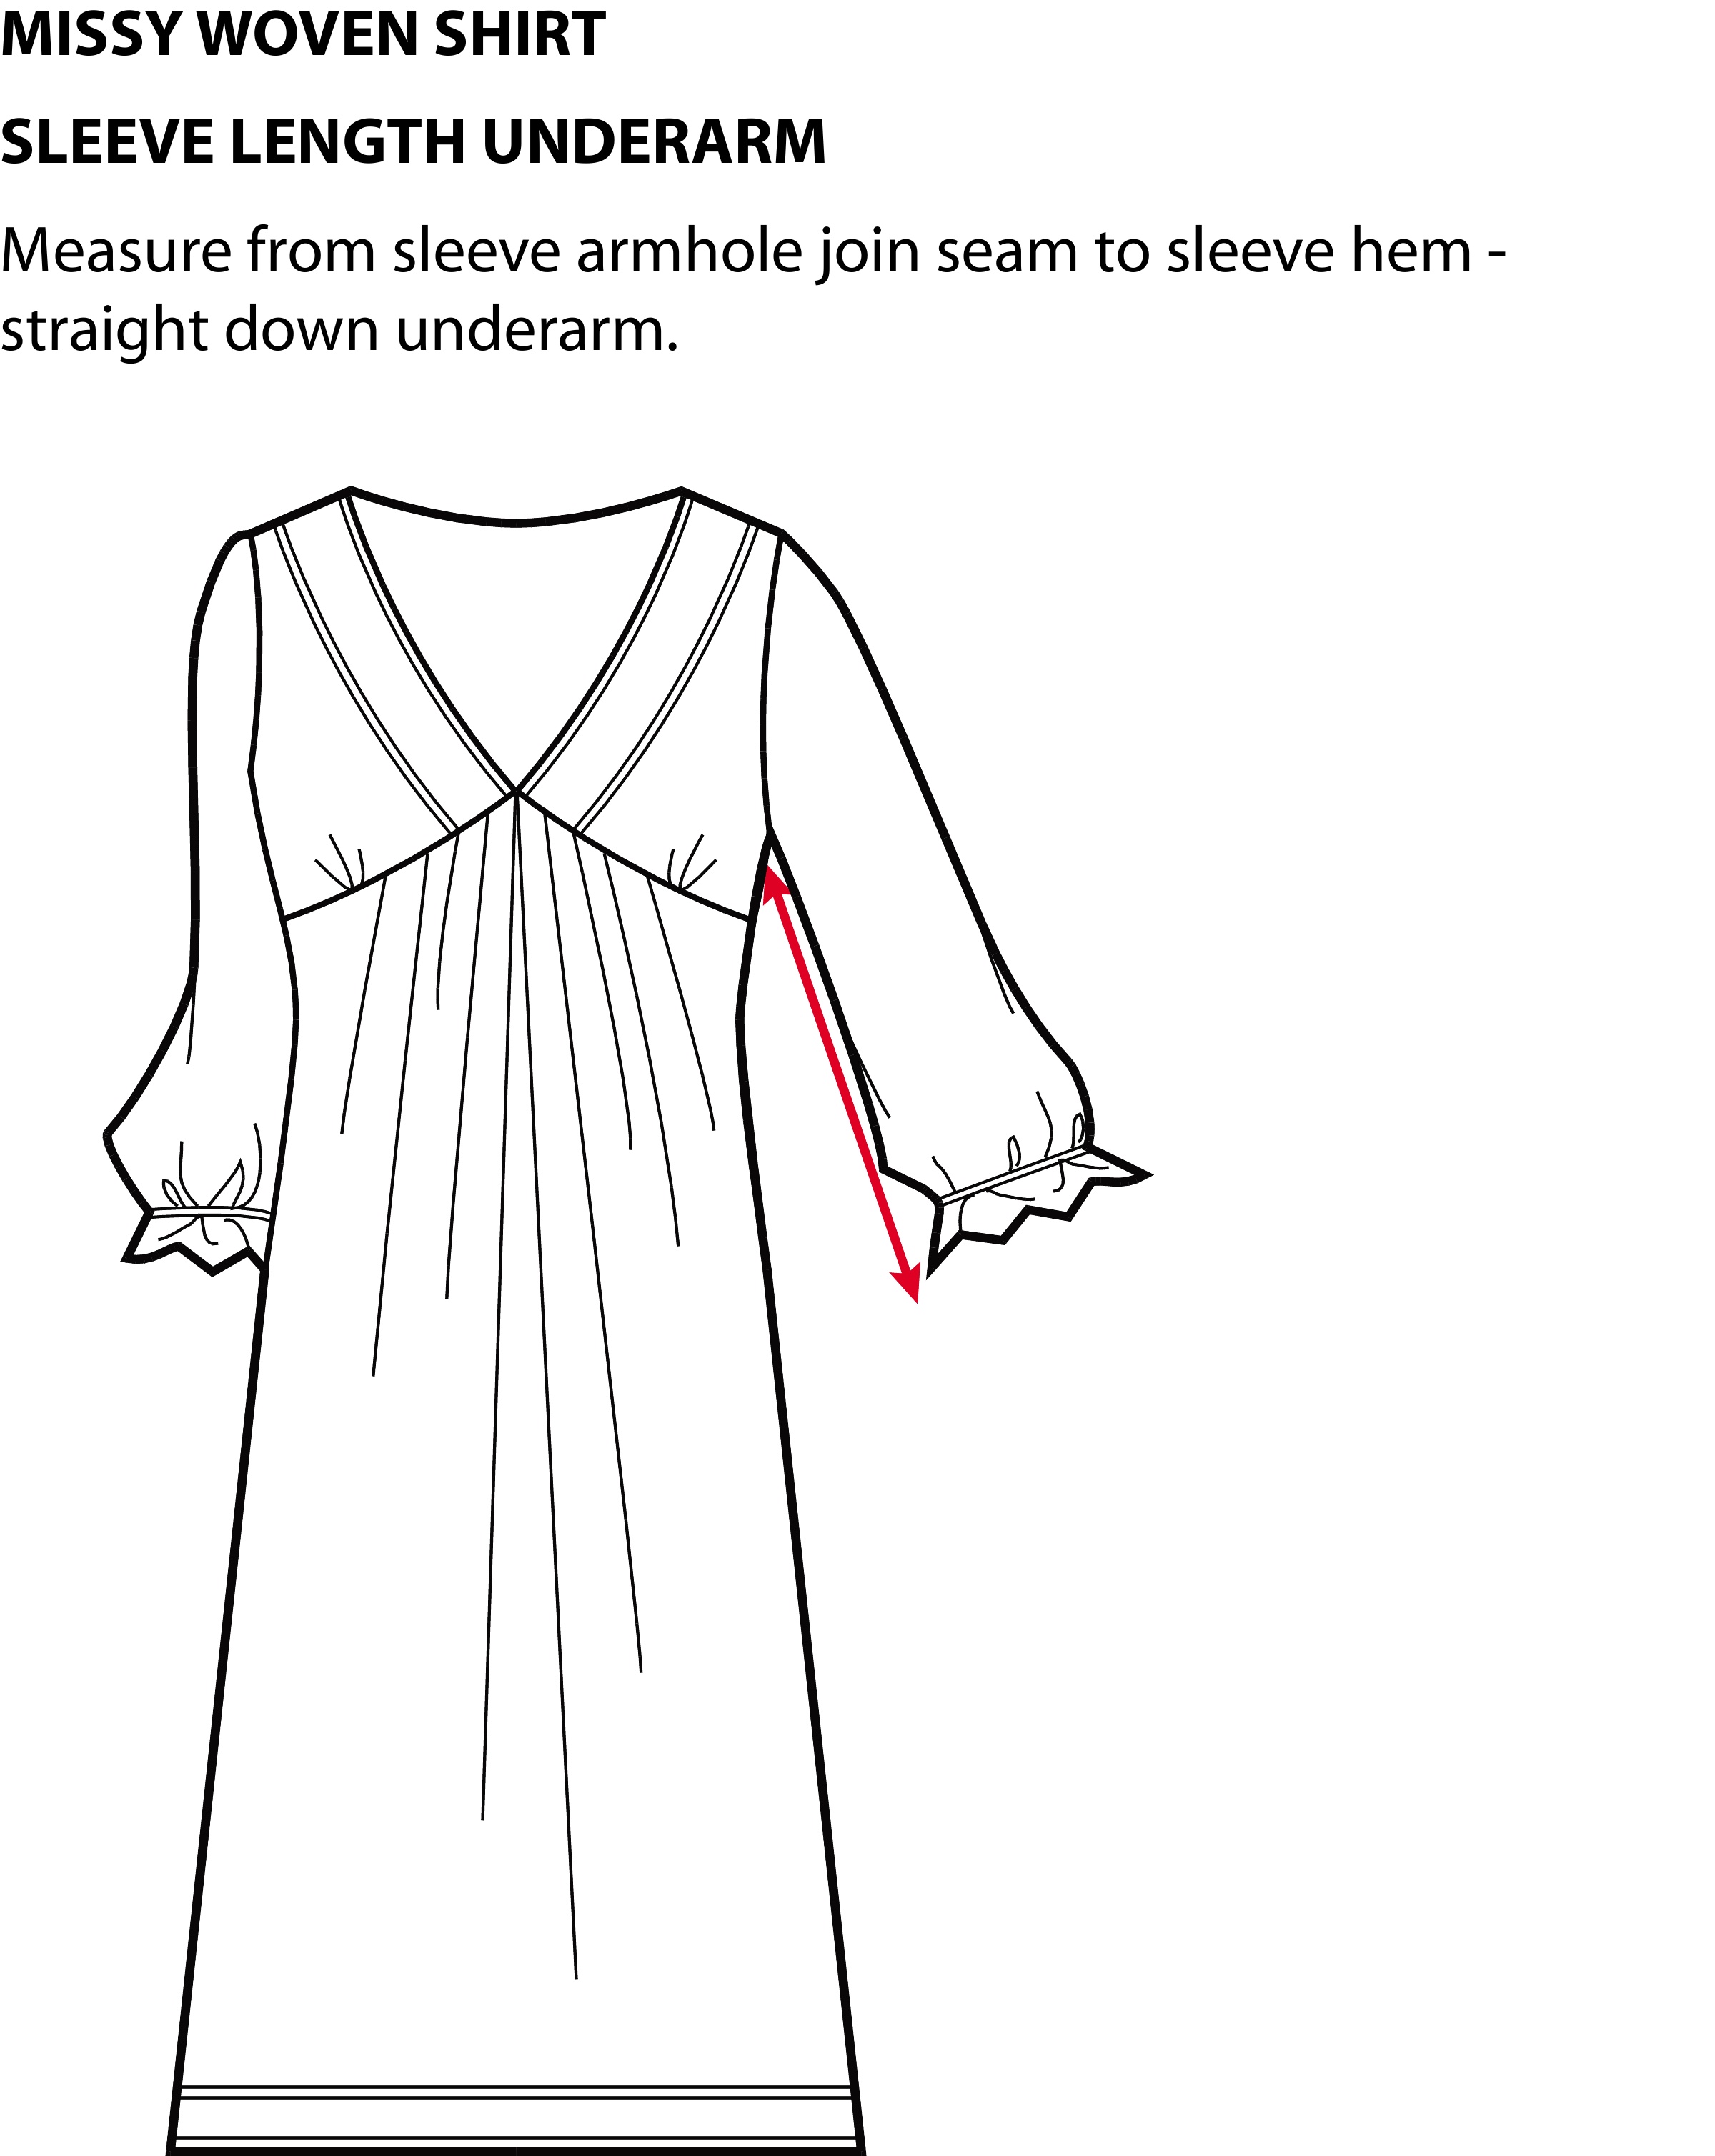 MISSY WOVEN SHIRT
SLEEVE LENGTH UNDERARM
Measure from sleeve armhole join seam to sleeve hem -
straight down underarm.